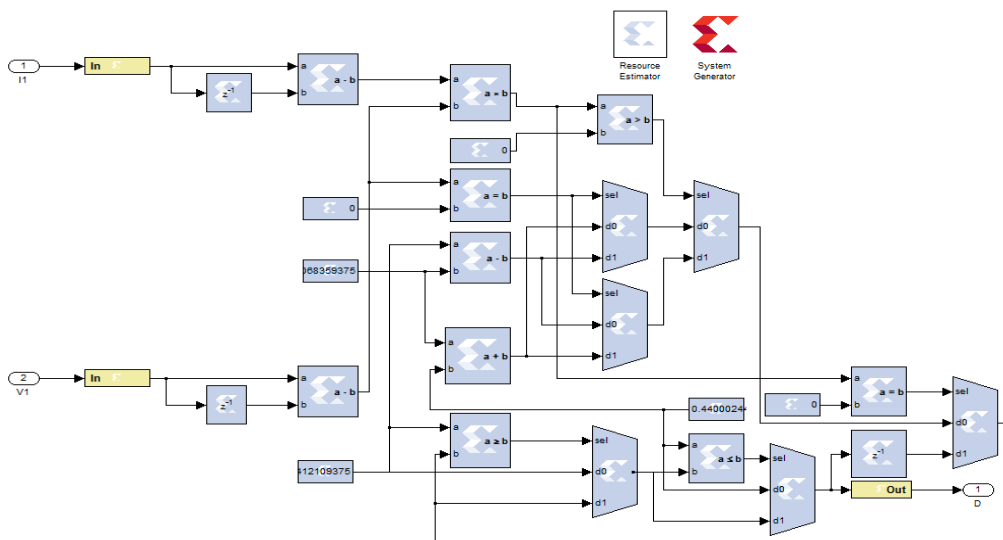 Resource
Estimator
System
Generator
1
I1
In
z⁻¹
a
b
a - b
a
b
a × b
0
a
b
a > b
0
a
b
a = b
068359375
a
b
a - b
sel
d0
d1
sel
d0
d1
sel
d0
d1
a
b
a + b
2
V1
In
z⁻¹
a
b
a - b
0.4400024
0
a
b
a = b
sel
d0
d1
412109375
a
b
a ≥ b
sel
d0
d1
a
b
a ≤ b
sel
d0
d1
z⁻¹
Out
1
D